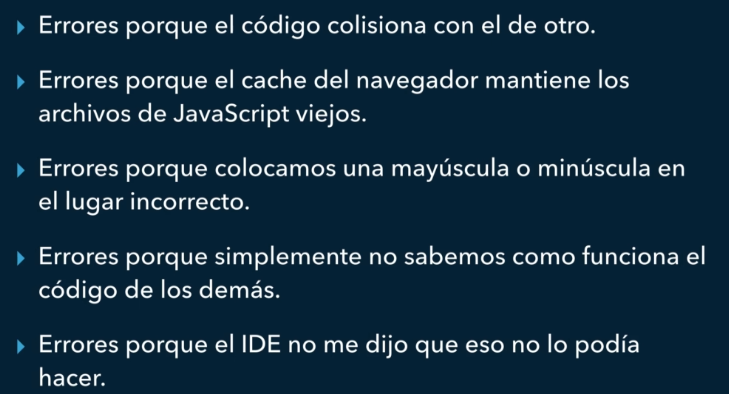 Errores porque el código colisiona con el de otro.
Errores porque el cache del navegador mantiene los
archivos de JavaScript viejos.
Errores porque colocamos una mayúscula o minúscula en
el lugar incorrecto.
Errores porque simplemente no sabemos como funciona el
código de los demás.
Errores porque el IDE no me dijo que eso no lo podía
hacer.